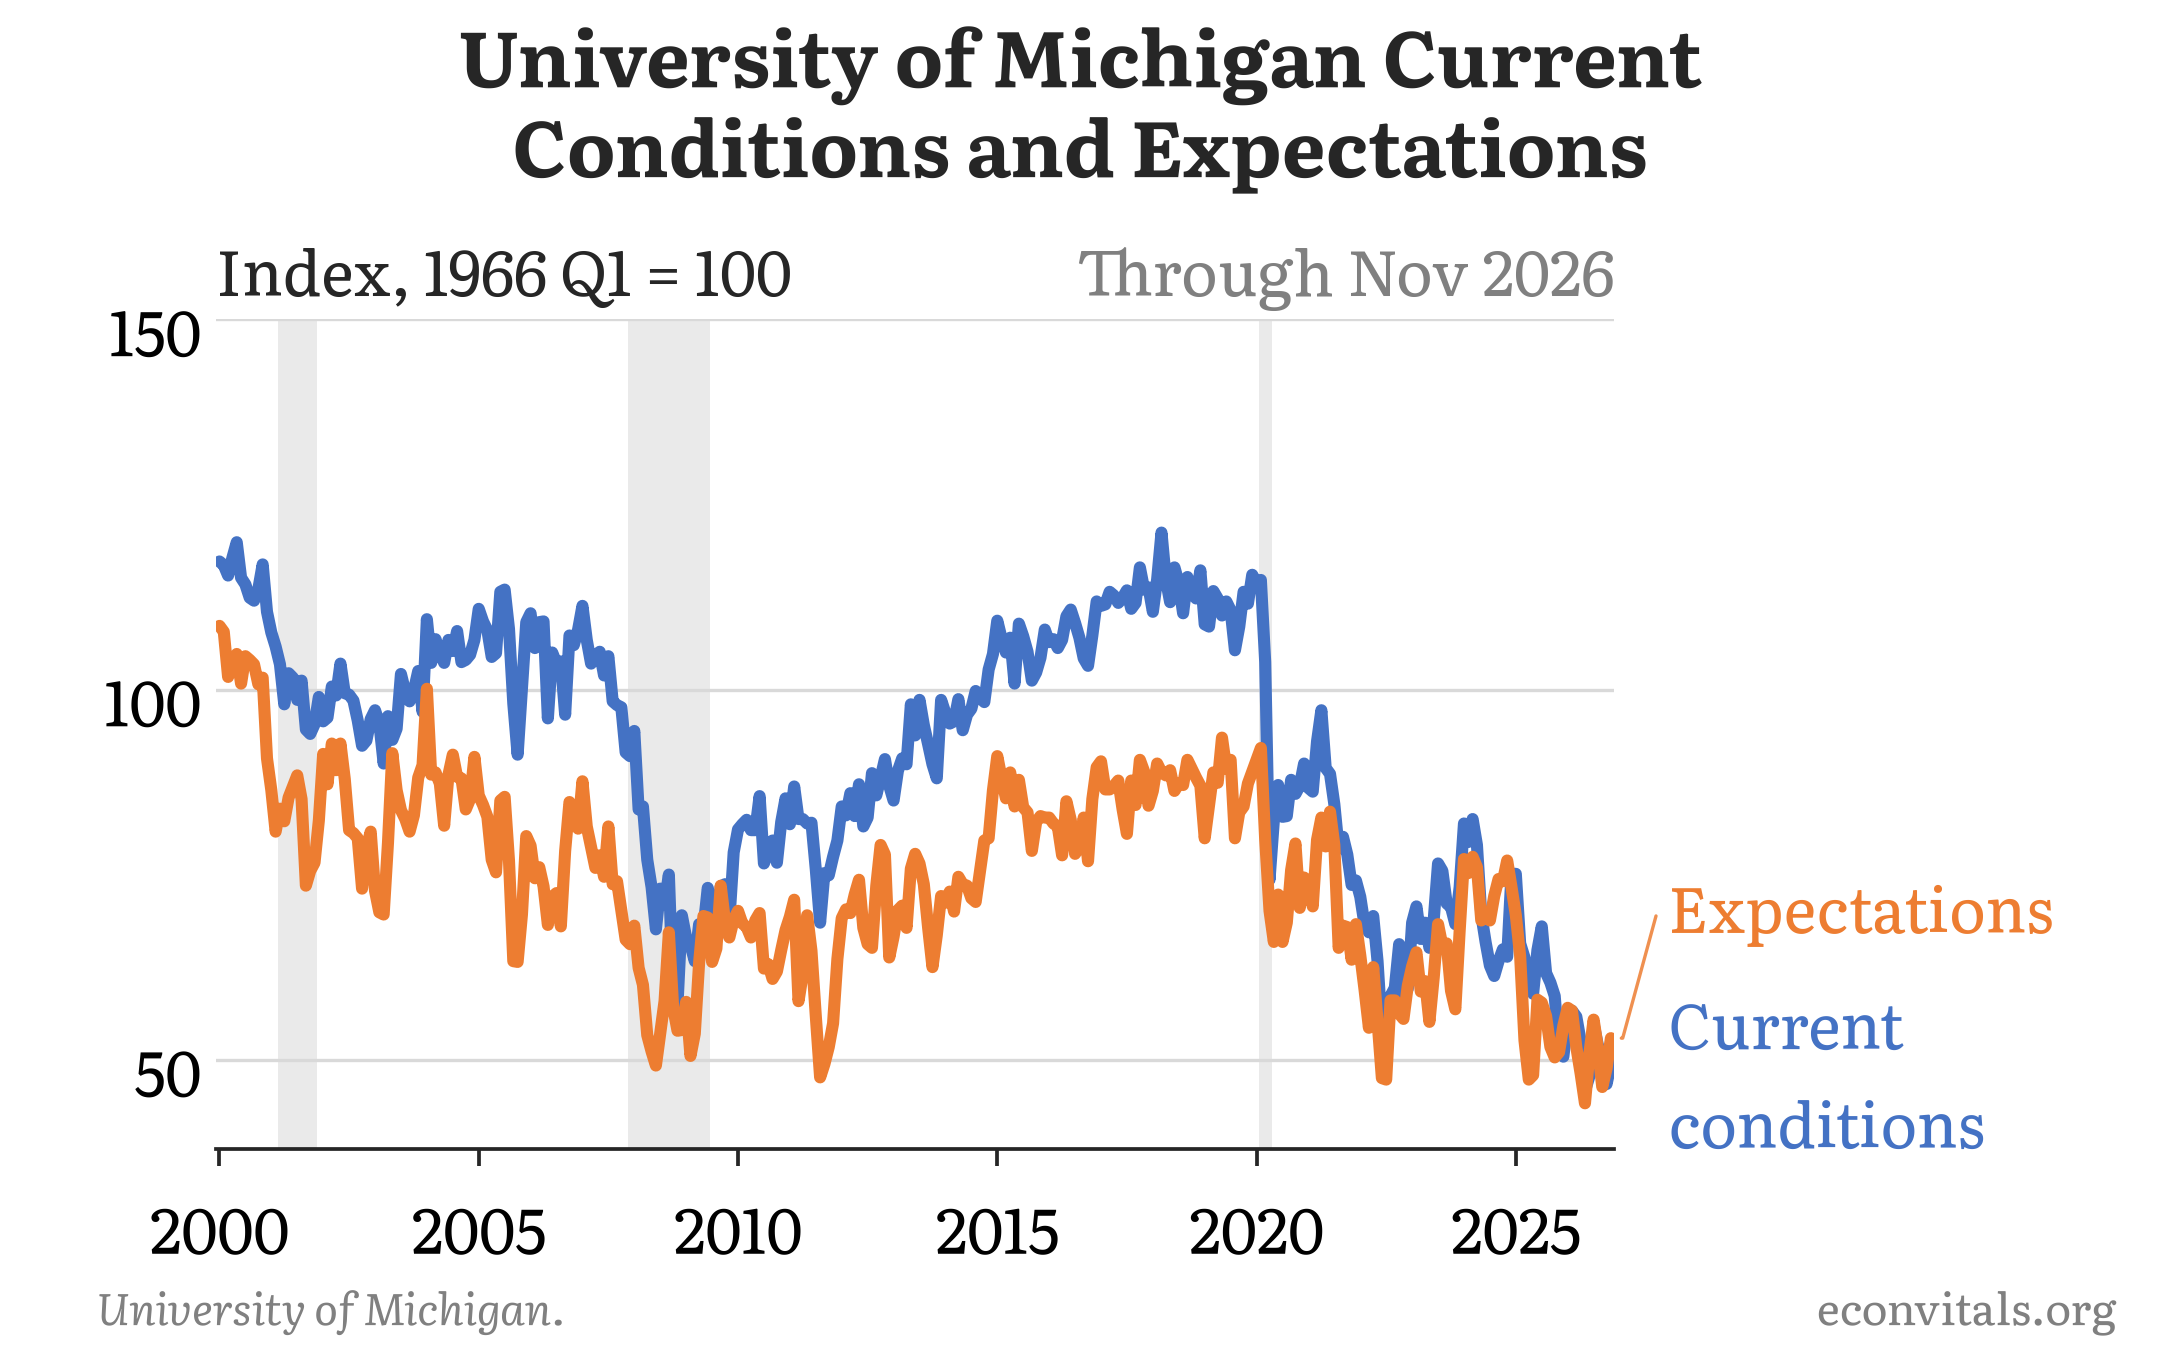 University of Michigan Current
Conditions and Expectations
Index, 1966 Q1 = 100
Through Nov 2026
150
100
50
Expectations
Current
conditions
2000
2005
2010
2015
2020
2025
University of Michigan.
econvitals.org